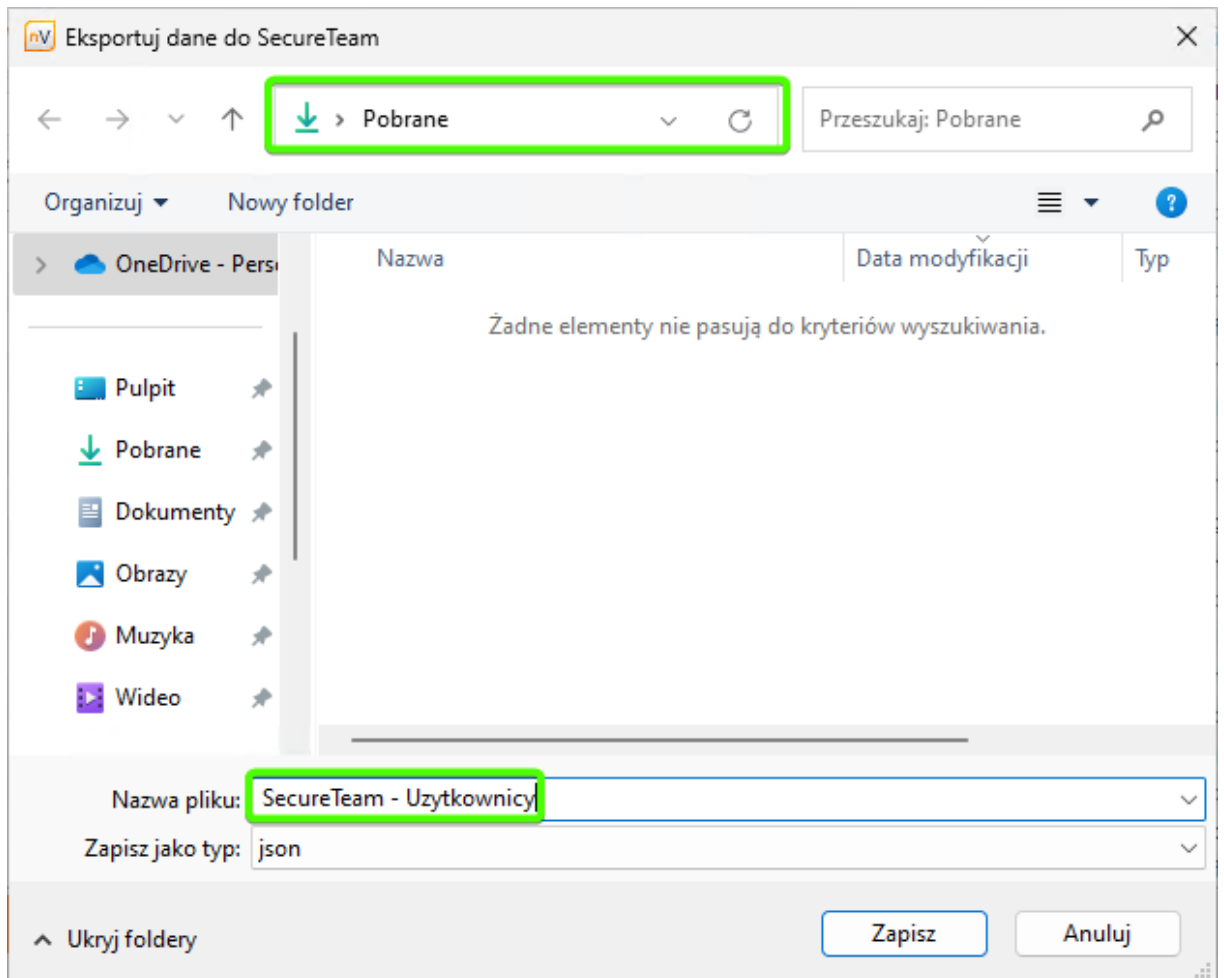 nV Eksportuj dane do SecureTeam
Pobrane
Przeszukaj: Pobrane
Organizuj
Nowy folder
?
OneDrive - Pers
Nazwa
Data modyfikacji
Typ
Żadne elementy nie pasują do kryteriów wyszukiwania.
Pulpit
Pobrane
Dokumenty
Obrazy
Muzyka
Wideo
Nazwa pliku: SecureTeam - Uzytkownicy
Zapisz jako typ: json
Ukryj foldery
Zapisz
Anuluj